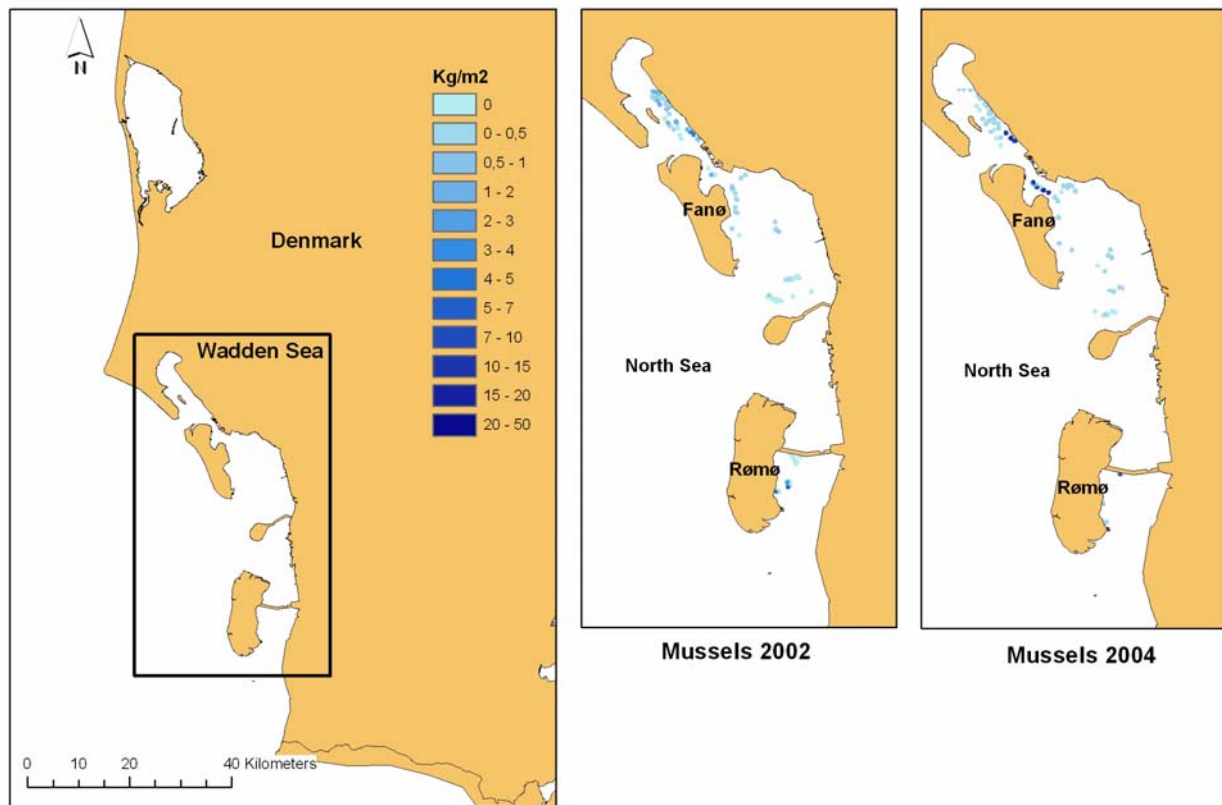 N
Kg/m2
0
0 - 0,5
0,5 - 1
1 - 2
2 - 3
3 - 4
4 - 5
5 - 7
7 - 10
10 - 15
15 - 20
20 - 50
Denmark
Wadden Sea
0 10 20 40 Kilometers
Fanø
North Sea
Rømø
Mussels 2002
Fanø
North Sea
Rømø
Mussels 2004